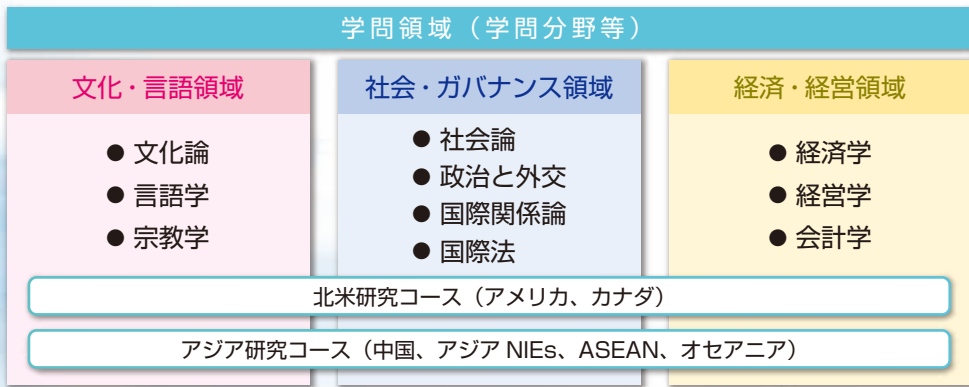 学問領域（学問分野等）
文化・言語領域
● 文化論
● 言語学
● 宗教学
社会・ガバナンス領域
● 社会論
● 政治と外交
● 国際関係論
● 国際法
経済・経営領域
● 経済学
● 経営学
● 会計学
北米研究コース（アメリカ、カナダ）
アジア研究コース（中国、アジア NIEs、ASEAN、オセアニア）